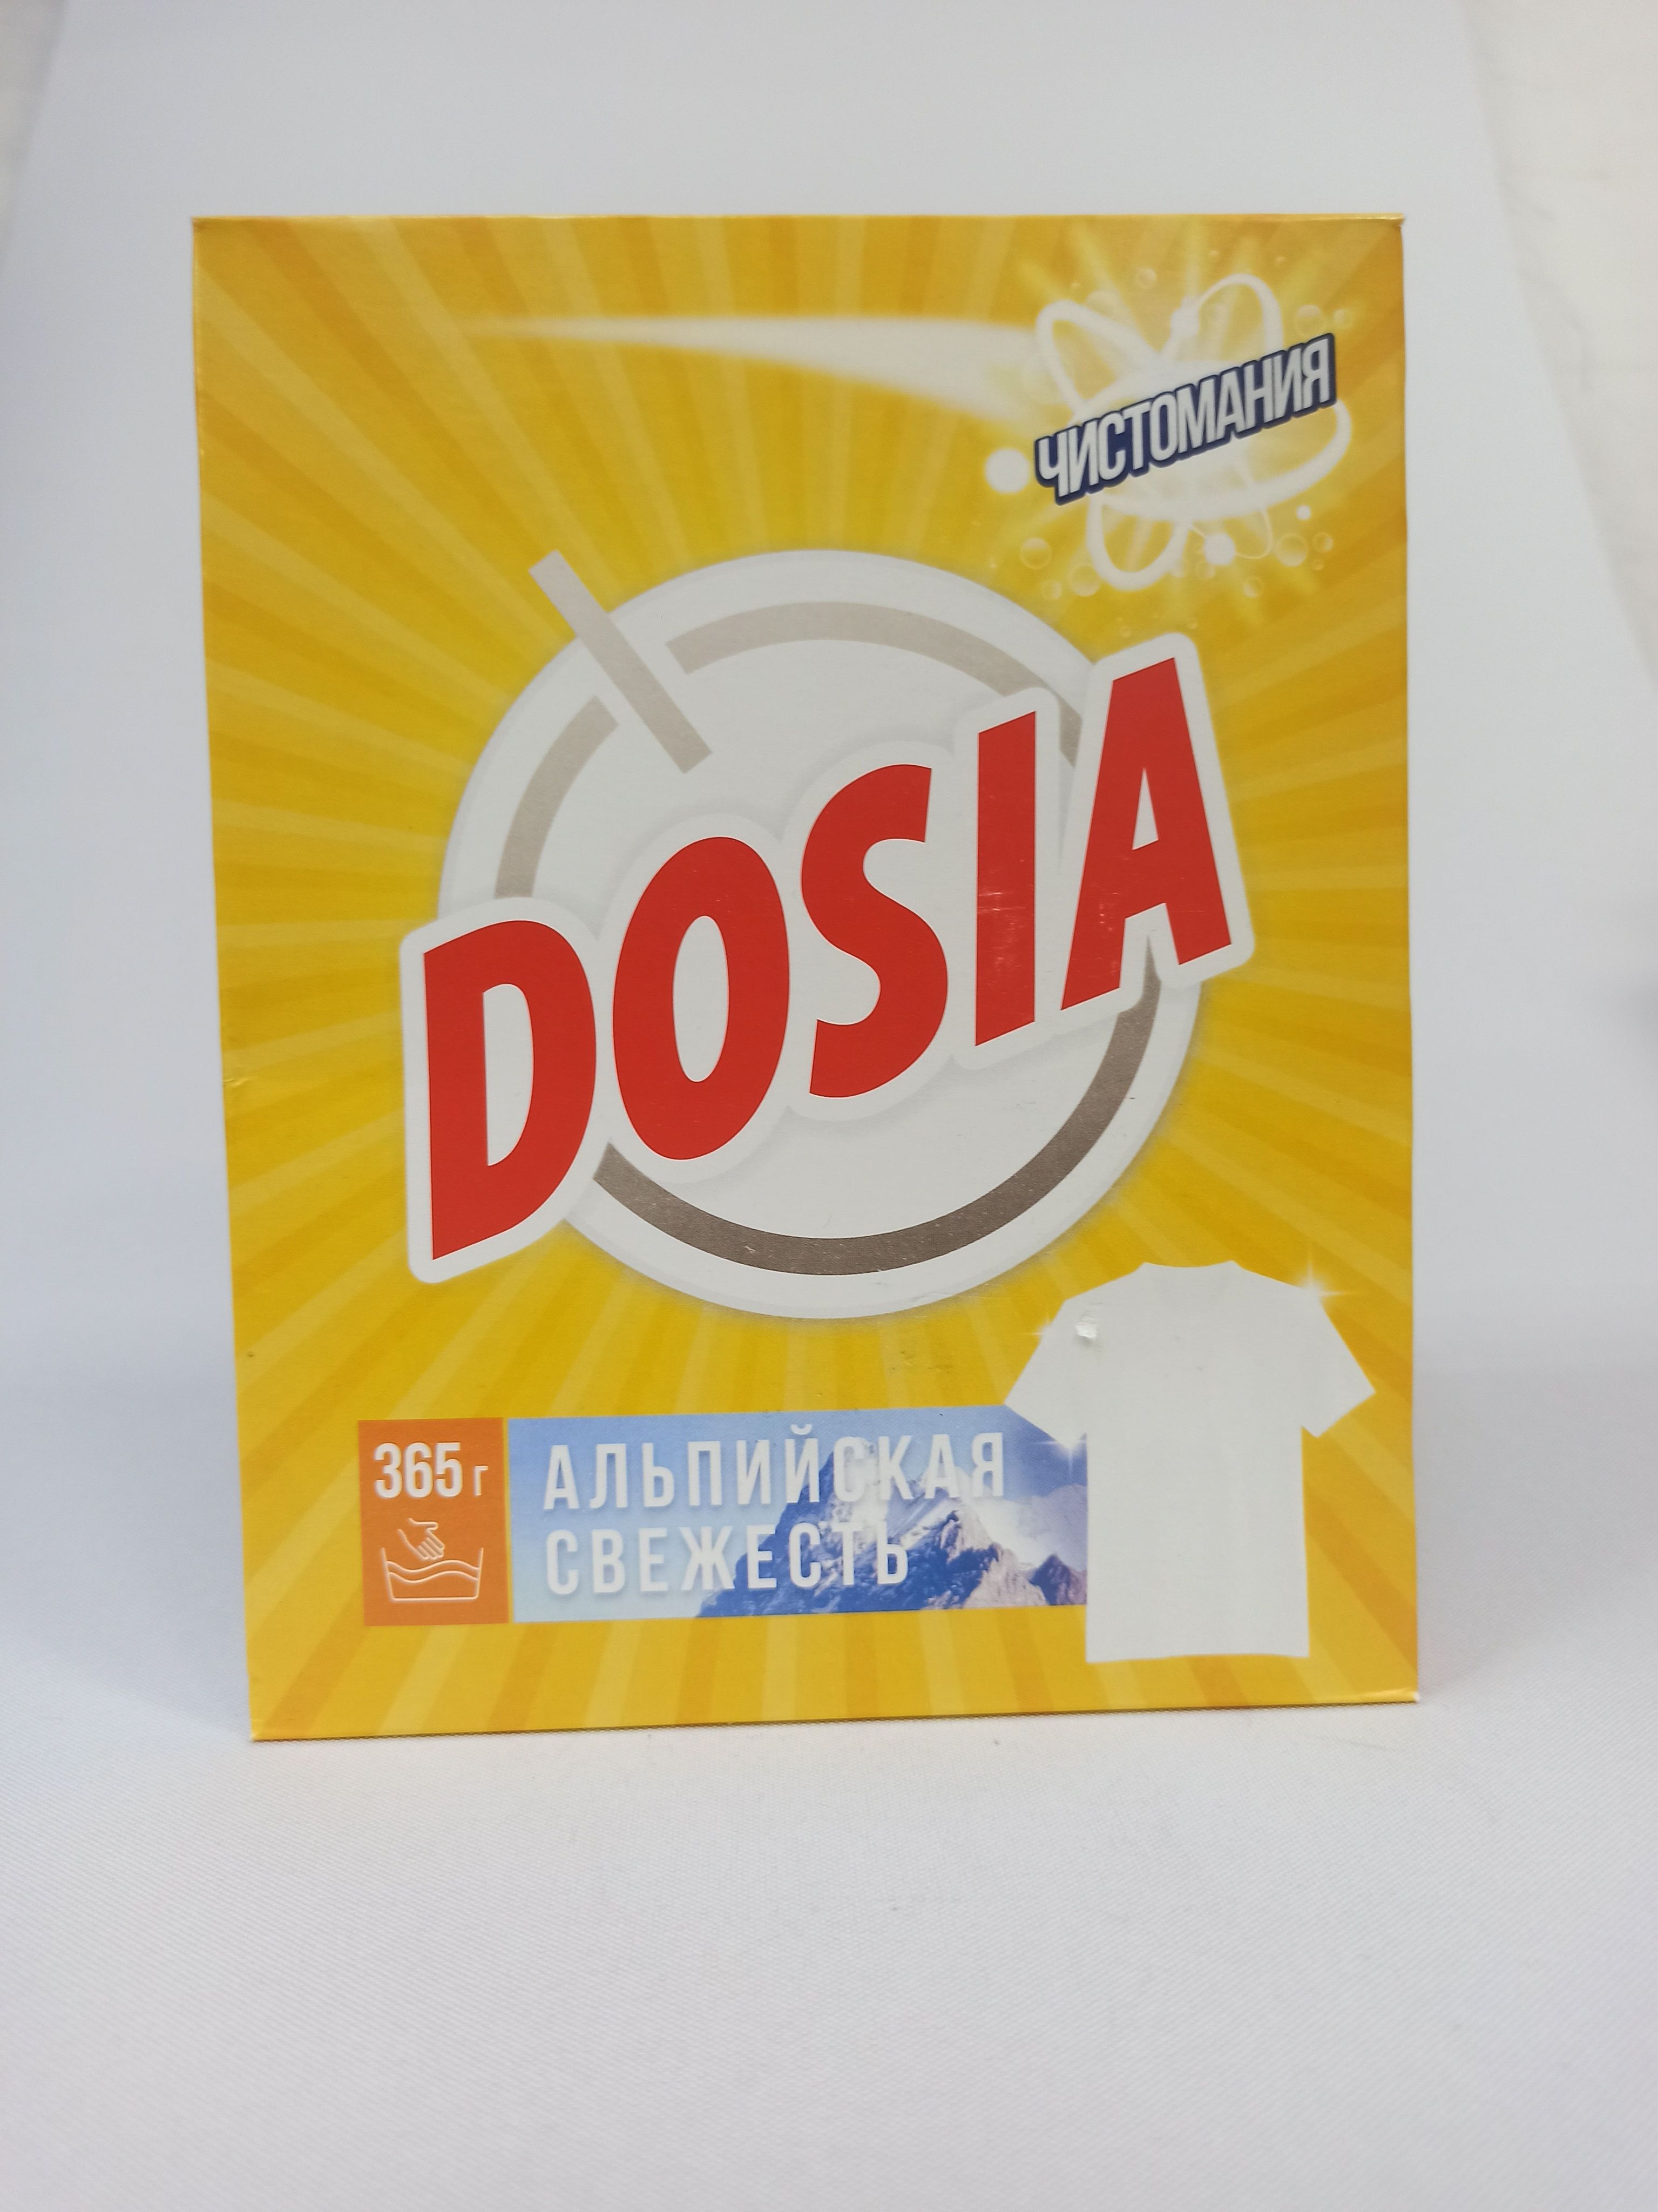 ЧИСТОМАНИЯ
DOSIA
365 г
АЛЬПИЙСКАЯ
СВЕЖЕСТЬ